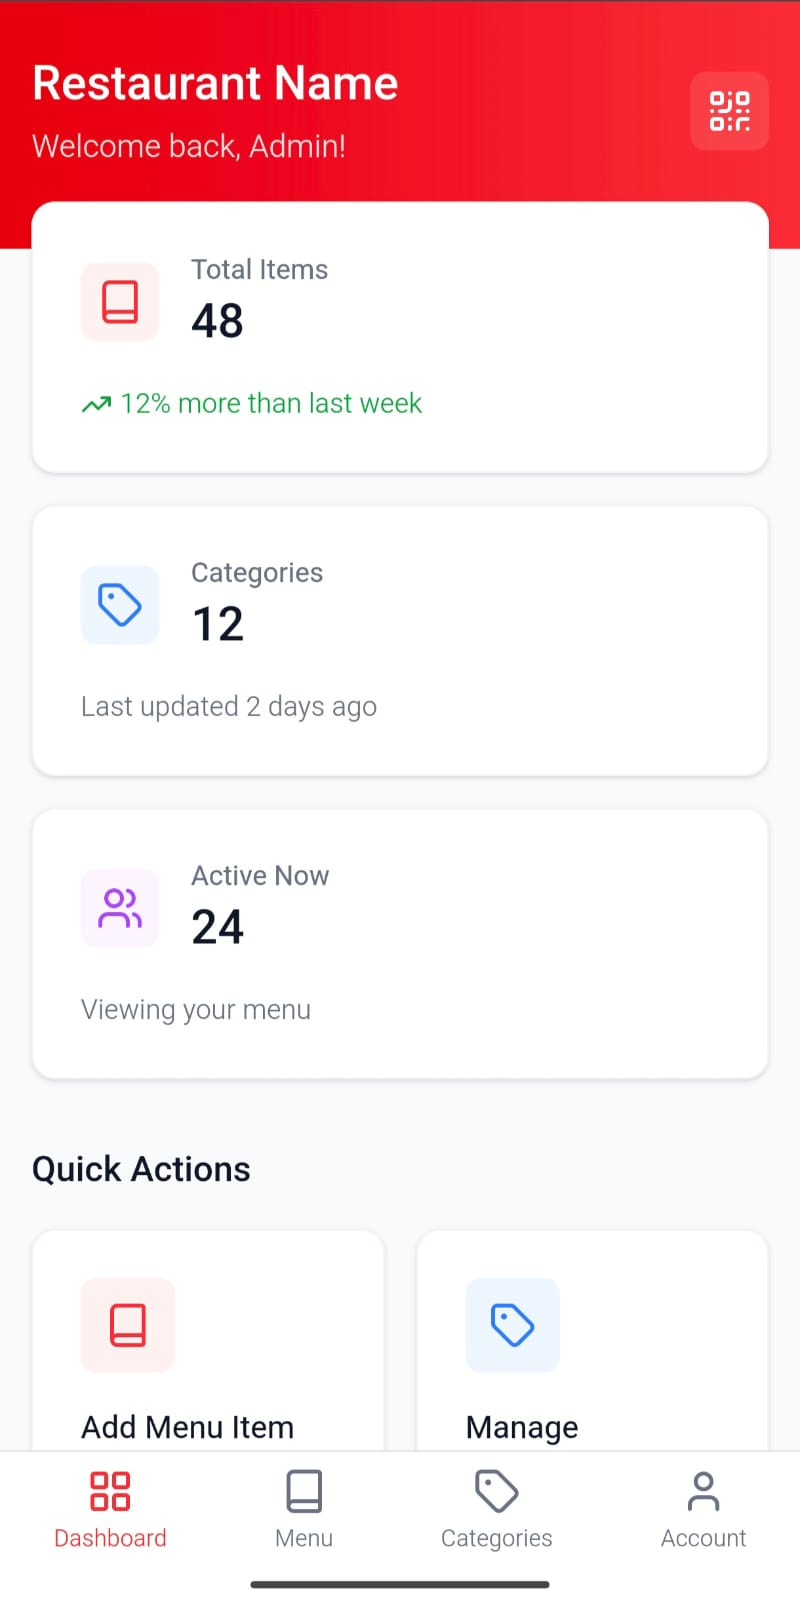 Restaurant Name
Welcome back, Admin!
Total Items
48
12% more than last week
Categories
12
Last updated 2 days ago
Active Now
24
Viewing your menu
Quick Actions
Add Menu Item
Manage
Dashboard
Menu
Categories
Account